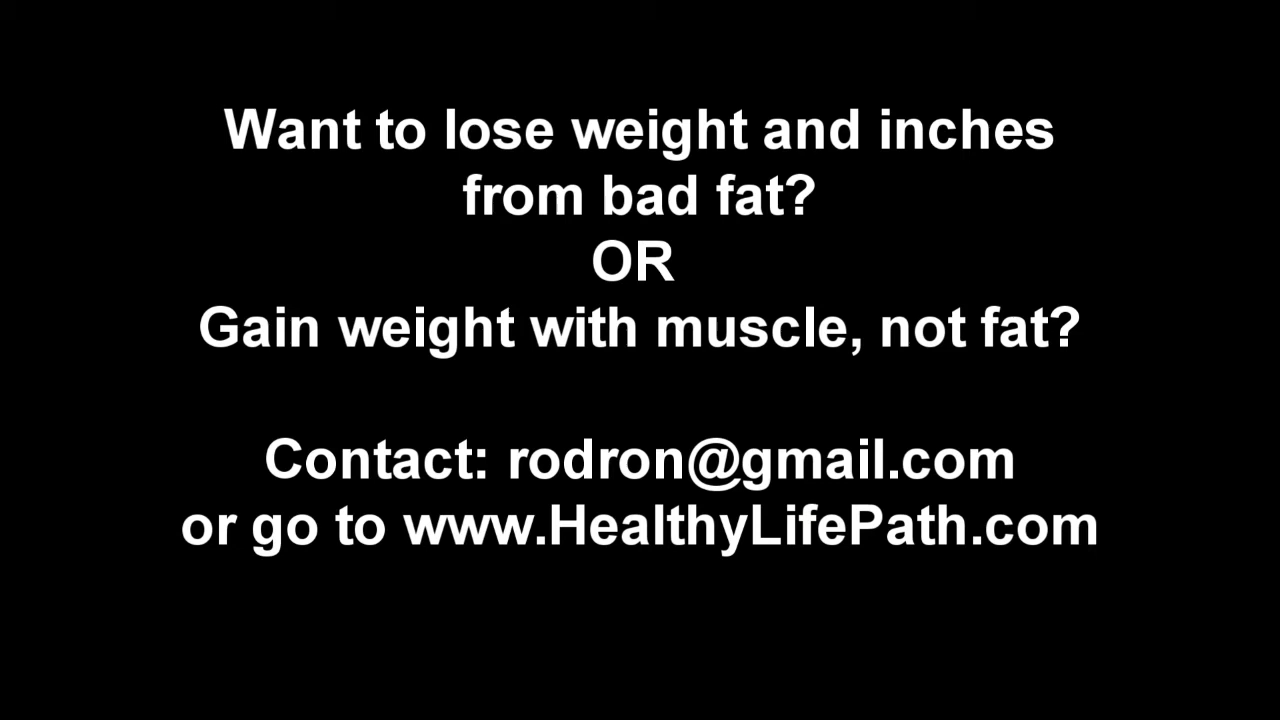 Want to lose weight and inches
from bad fat?
OR
Gain weight with muscle, not fat?
Contact: rodron@gmail.com
or go to www.HealthyLifePath.com